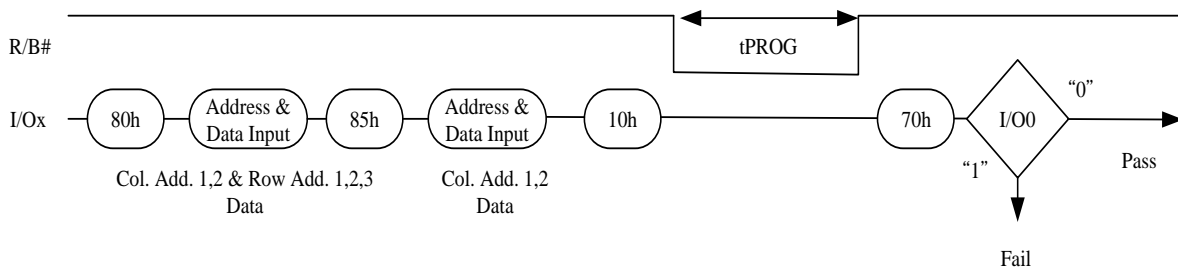 R/B#
tPROG
I/Ox
80h
Address &
Data Input
85h
Address &
Data Input
10h
70h
I/O0
“0”
“1”
Pass
Col. Add. 1,2 & Row Add. 1,2,3
Data
Col. Add. 1,2
Data
Fail